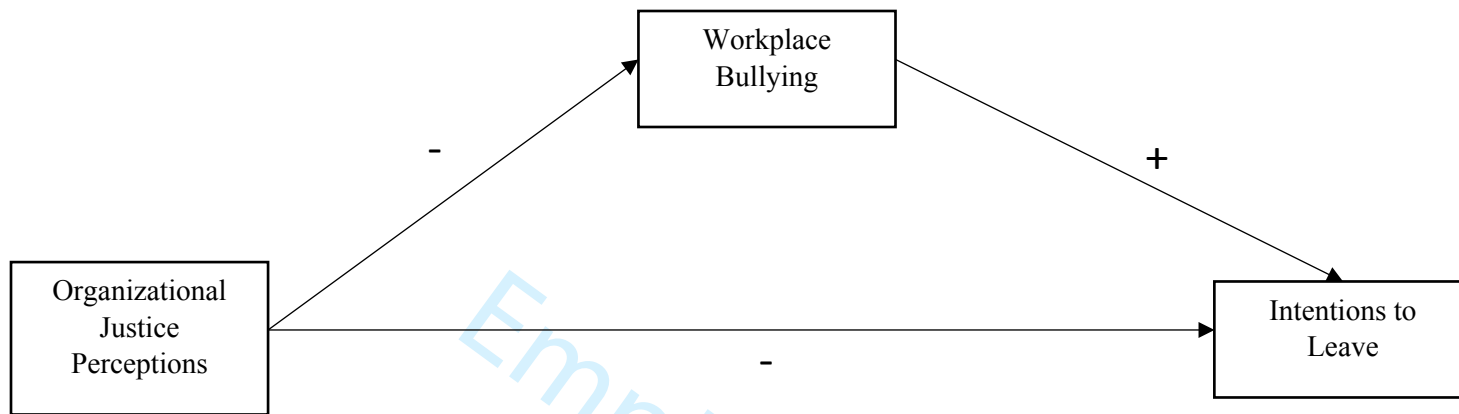 Workplace
Bullying
-
+
Organizational
Justice
Perceptions
-
Intentions to
Leave